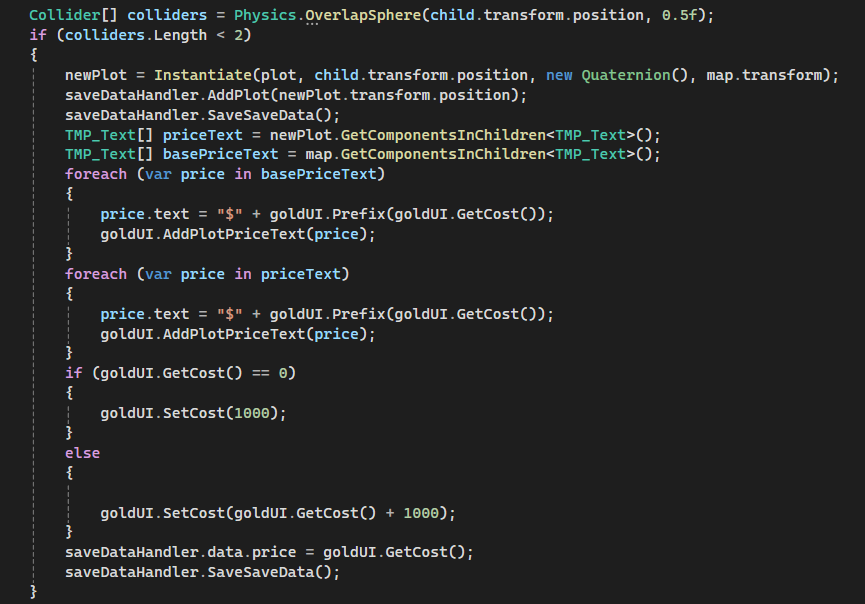 Collider[] colliders = Physics.OverlapSphere(child.transform.position, 0.5f);
if (colliders.Length < 2)
{
    newPlot = Instantiate(plot, child.transform.position, new Quaternion(), map.transform);
    saveDataHandler.AddPlot(newPlot.transform.position);
    saveDataHandler.SaveSaveData();
    TMP_Text[] priceText = newPlot.GetComponentsInChildren<TMP_Text>();
    TMP_Text[] basePriceText = map.GetComponentsInChildren<TMP_Text>();
    foreach (var price in basePriceText)
    {
        price.text = "$" + goldUI.Prefix(goldUI.GetCost());
        goldUI.AddPlotPriceText(price);
    }
    foreach (var price in priceText)
    {
        price.text = "$" + goldUI.Prefix(goldUI.GetCost());
        goldUI.AddPlotPriceText(price);
    }
    if (goldUI.GetCost() == 0)
    {
        goldUI.SetCost(1000);
    }
    else
    {
        goldUI.SetCost(goldUI.GetCost() + 1000);
    }
    saveDataHandler.data.price = goldUI.GetCost();
    saveDataHandler.SaveSaveData();
}